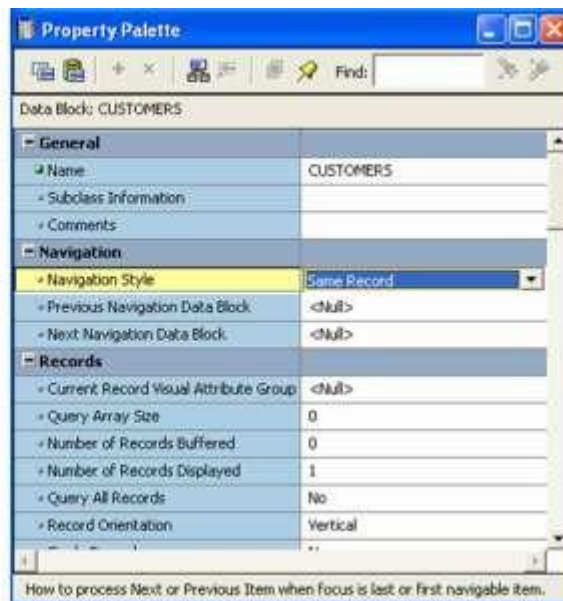 Property Palette
Find:
Data Block: CUSTOMERS
General
Name CUSTOMERS
Subclass Information
Comments
Navigation
Navigation Style Same Record
Previous Navigation Data Block <Null>
Next Navigation Data Block <Null>
Records
Current Record Visual Attribute Group <Null>
Query Array Size 0
Number of Records Buffered 0
Number of Records Displayed 1
Query All Records No
Record Orientation Vertical
How to process Next or Previous Item when focus is last or first navigable item.